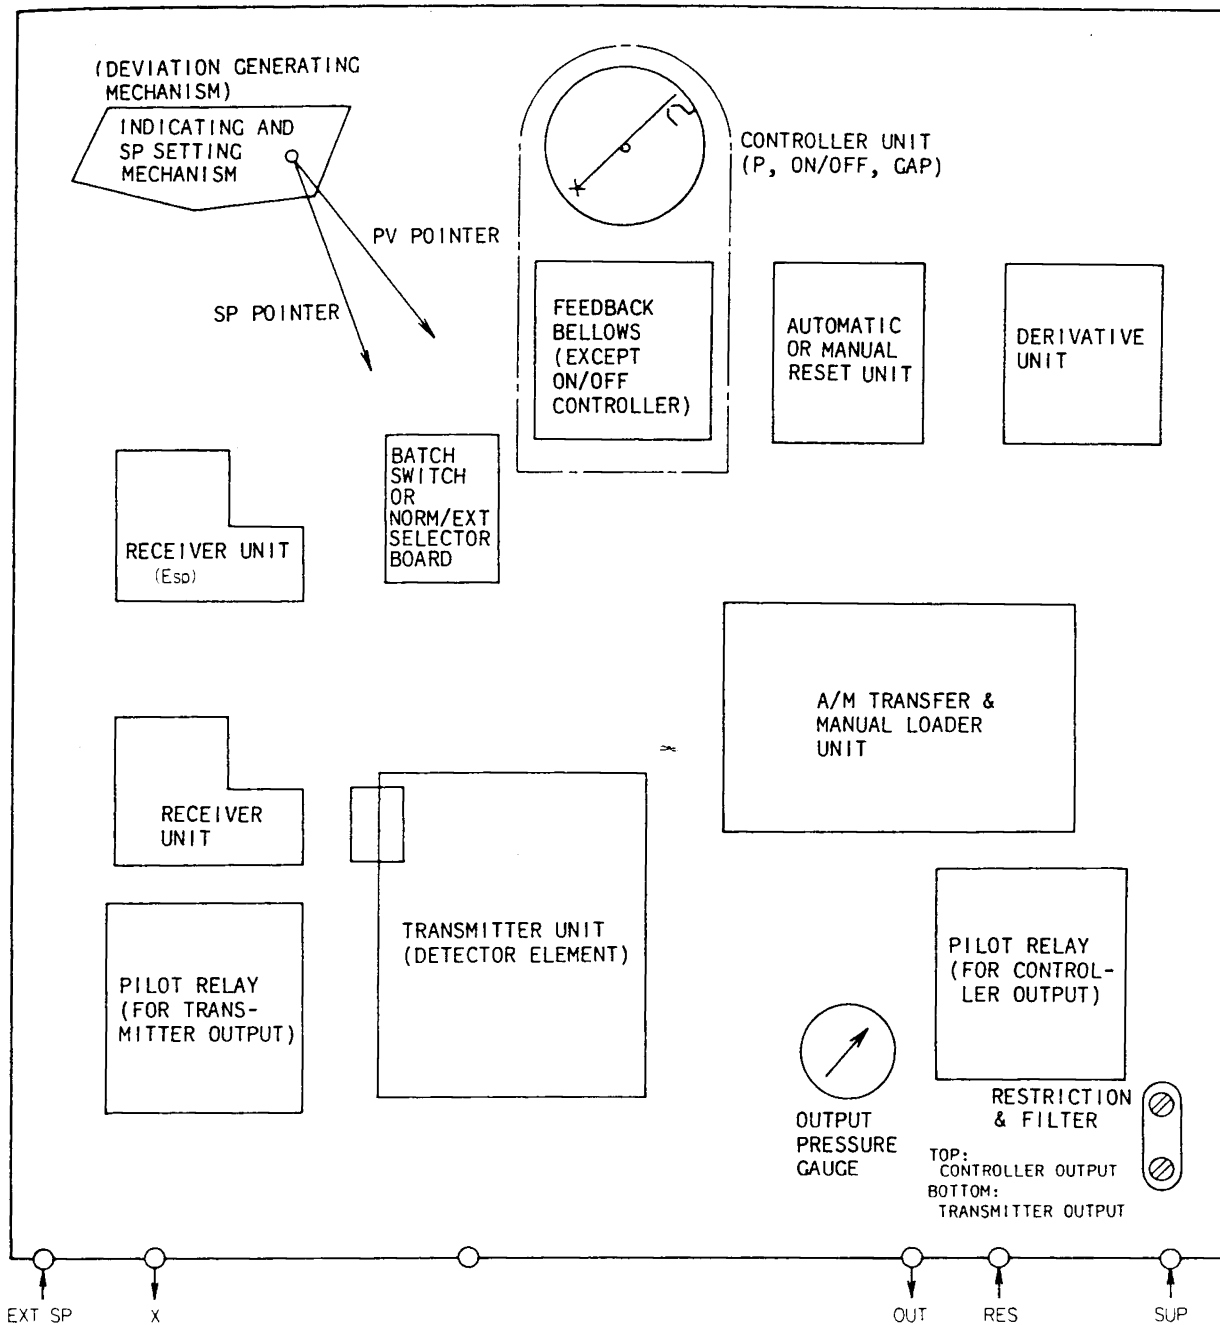 (DEVIATION GENERATING
MECHANISM)
INDICATING AND
SP SETTING
MECHANISM
PV POINTER
SP POINTER
CONTROLLER UNIT
(P, ON/OFF, GAP)
FEEDBACK
BELLOWS
(EXCEPT
ON/OFF
CONTROLLER)
AUTOMATIC
OR MANUAL
RESET UNIT
DERIVATIVE
UNIT
BATCH
SWITCH
OR
NORM/EXT
SELECTOR
BOARD
RECEIVER UNIT
(ESP)
A/M TRANSFER &
MANUAL LOADER
UNIT
RECEIVER
UNIT
TRANSMITTER UNIT
(DETECTOR ELEMENT)
PILOT RELAY
(FOR TRANS-
MITTER OUTPUT)
PILOT RELAY
(FOR CONTROL-
LER OUTPUT)
OUTPUT
PRESSURE
GAUGE
RESTRICTION
& FILTER
TOP:
CONTROLLER OUTPUT
BOTTOM:
TRANSMITTER OUTPUT
EXT SP
X
OUT
RES
SUP